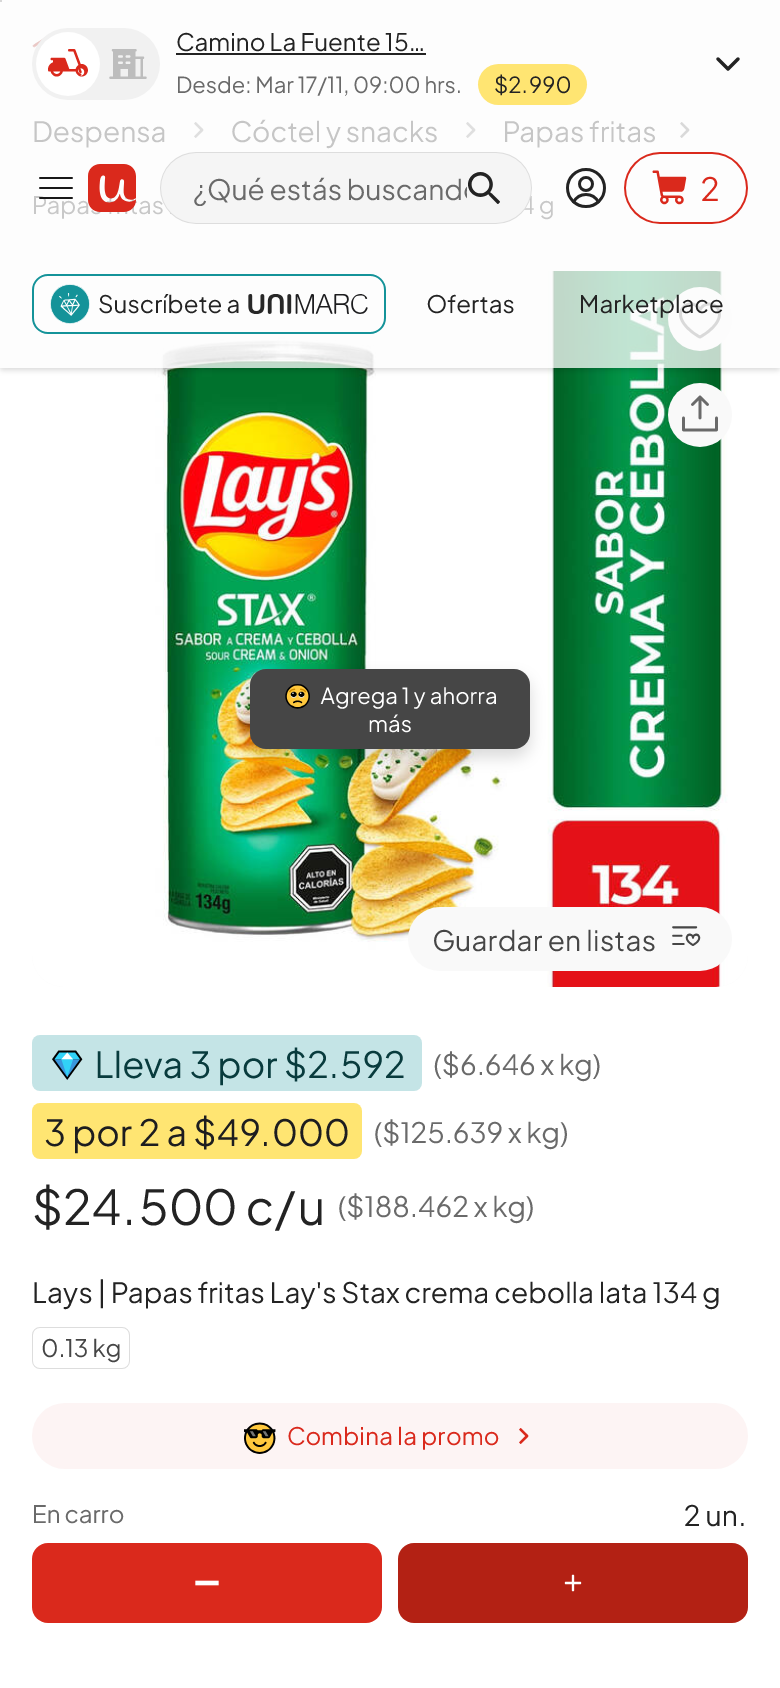 Camino La Fuente 15…
Desde: Mar 17/11, 09:00 hrs.
$2.990
Despensa > Cóctel y snacks > Papas fritas >
Papas fritas
4 g
¿Qué estás buscando
2
Suscríbete a UNIMARC
Ofertas
Marketplace
Lay's
STAX®
SABOR A CREMA Y CEBOLLA
SOUR CREAM & ONION
ALTO EN
CALORÍAS
134g
SABOR
CREMA Y CEBOLLA
134
Agrega 1 y ahorra
más
Guardar en listas
Lleva 3 por $2.592 ($6.646 x kg)
3 por 2 a $49.000 ($125.639 x kg)
$24.500 c/u ($188.462 x kg)
Lays | Papas fritas Lay's Stax crema cebolla lata 134 g
0.13 kg
Combina la promo >
En carro
2 un.
− +